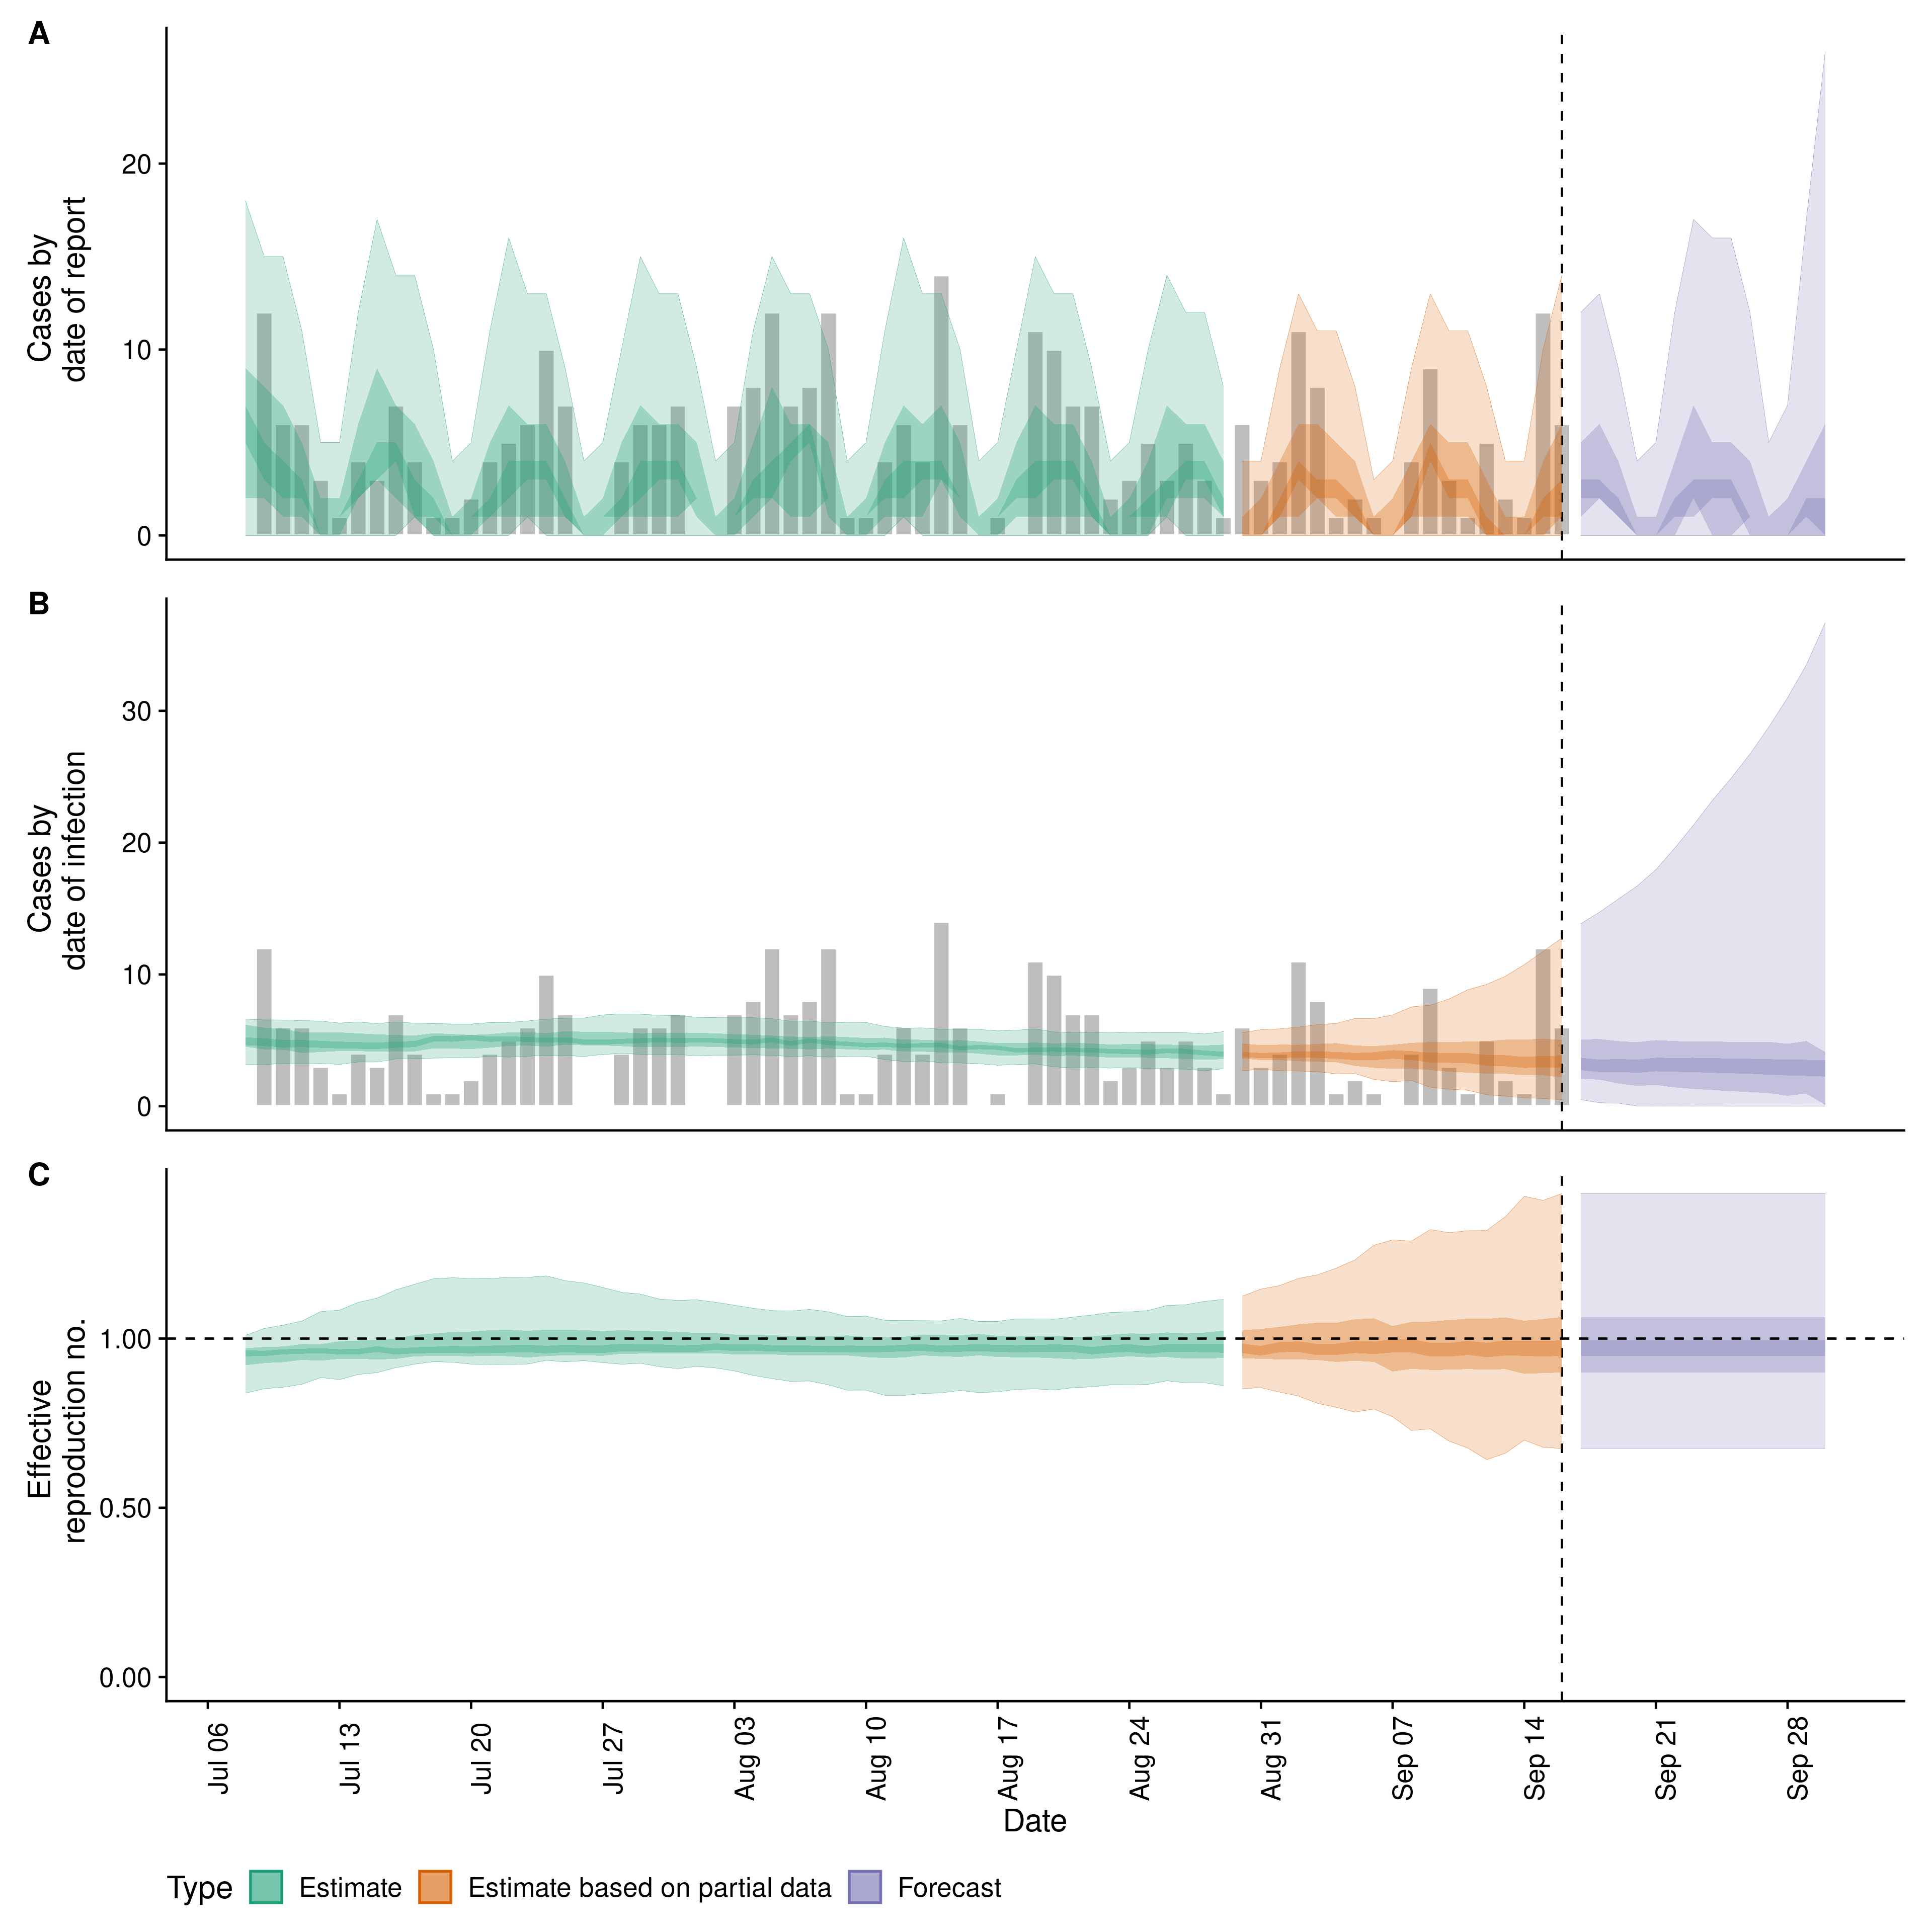 A
Cases by
date of report
20
10
0
B
Cases by
date of infection
30
20
10
0
C
Effective
reproduction no.
1.00
0.50
0.00
Jul 06
Jul 13
Jul 20
Jul 27
Aug 03
Aug 10
Aug 17
Aug 24
Aug 31
Sep 07
Sep 14
Sep 21
Sep 28
Date
Type Estimate Estimate based on partial data Forecast